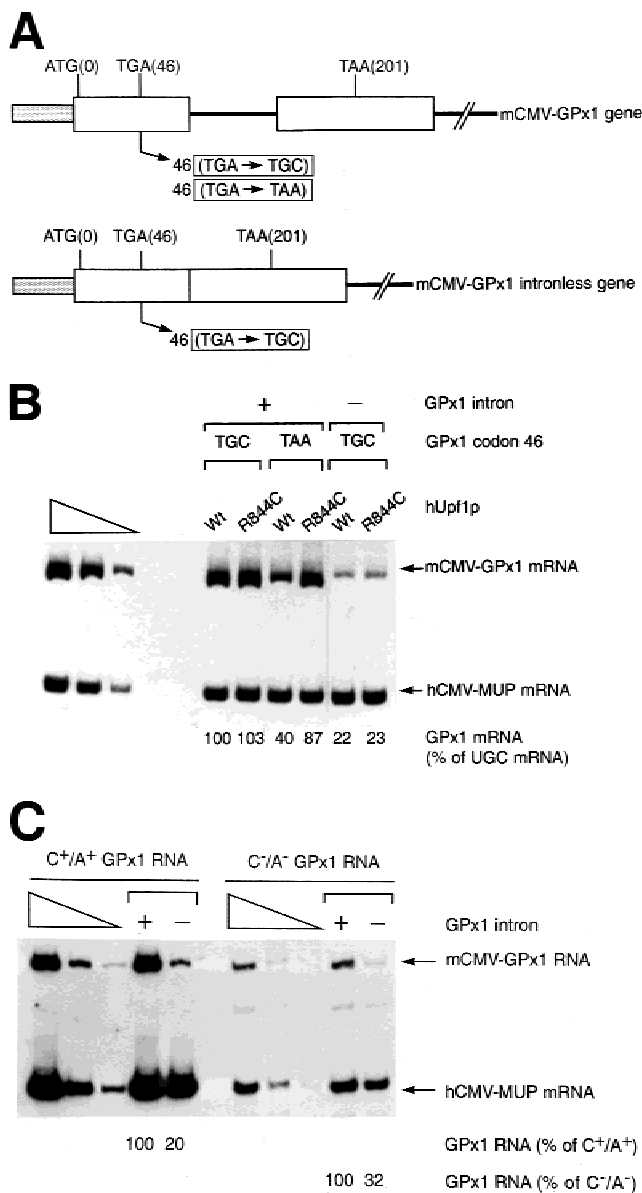 A
ATG(0) TGA(46) TAA(201)
mCMV-GPx1 gene
46 (TGA → TGC)
46 (TGA → TAA)
ATG(0) TGA(46) TAA(201)
mCMV-GPx1 intronless gene
46 (TGA → TGC)
B
+ − GPx1 intron
TGC TAA TGC GPx1 codon 46
Wt R844C Wt R844C Wt R844C hUpf1p
mCMV-GPx1 mRNA
hCMV-MUP mRNA
100 103 40 87 22 23 GPx1 mRNA
(% of UGC mRNA)
C
C+/A+ GPx1 RNA C-/A- GPx1 RNA
+ − + − GPx1 intron
mCMV-GPx1 RNA
hCMV-MUP mRNA
100 20 GPx1 RNA (% of C+/A+)
100 32 GPx1 RNA (% of C-/A-)